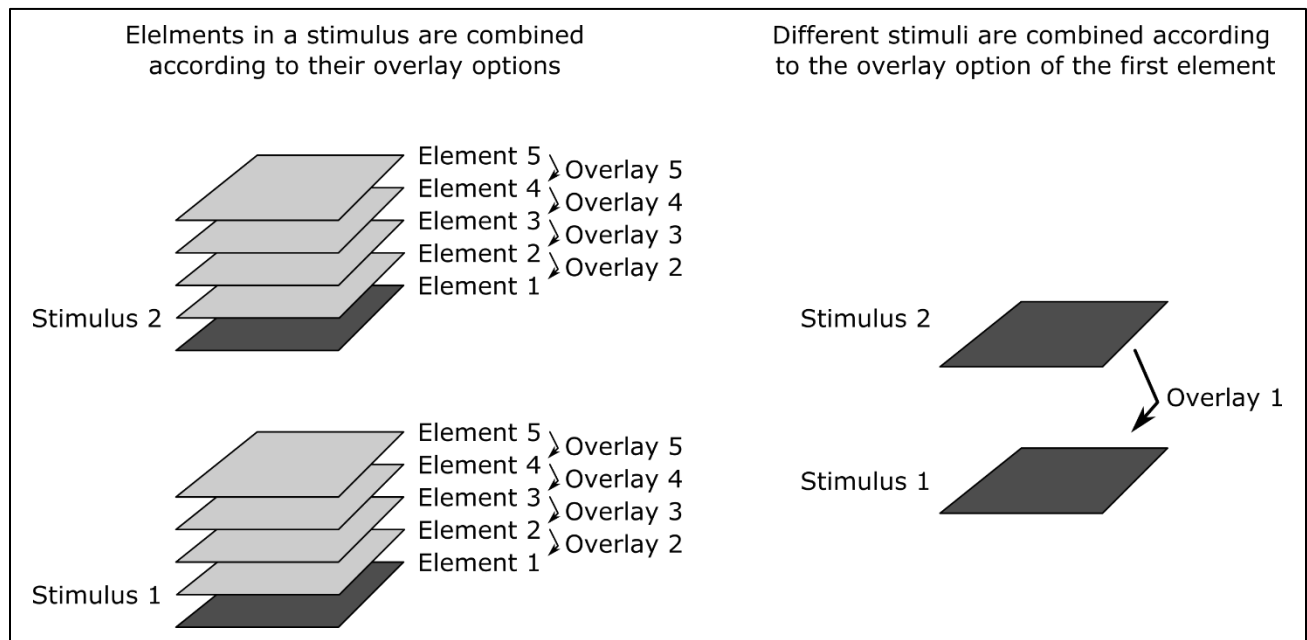 Elelments in a stimulus are combined
according to their overlay options
Element 5
Overlay 5
Element 4
Overlay 4
Element 3
Overlay 3
Element 2
Overlay 2
Element 1
Stimulus 2
Element 5
Overlay 5
Element 4
Overlay 4
Element 3
Overlay 3
Element 2
Overlay 2
Element 1
Stimulus 1
Different stimuli are combined according
to the overlay option of the first element
Stimulus 2
Overlay 1
Stimulus 1